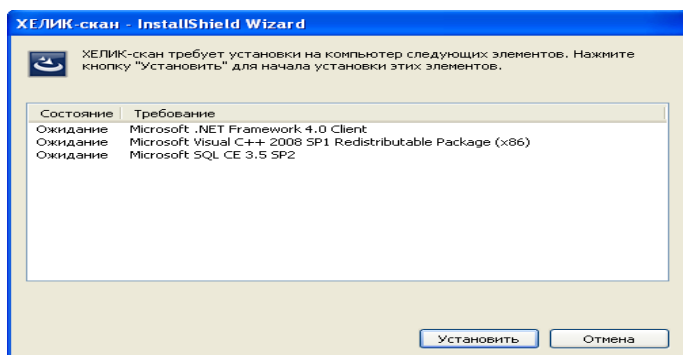 ХЕЛИК-скан - InstallShield Wizard
ХЕЛИК-скан требует установки на компьютер следующих элементов. Нажмите
кнопку "Установить" для начала установки этих элементов.
Состояние Требование
Ожидание Microsoft .NET Framework 4.0 Client
Ожидание Microsoft Visual C++ 2008 SP1 Redistributable Package (x86)
Ожидание Microsoft SQL CE 3.5 SP2
Установить Отмена